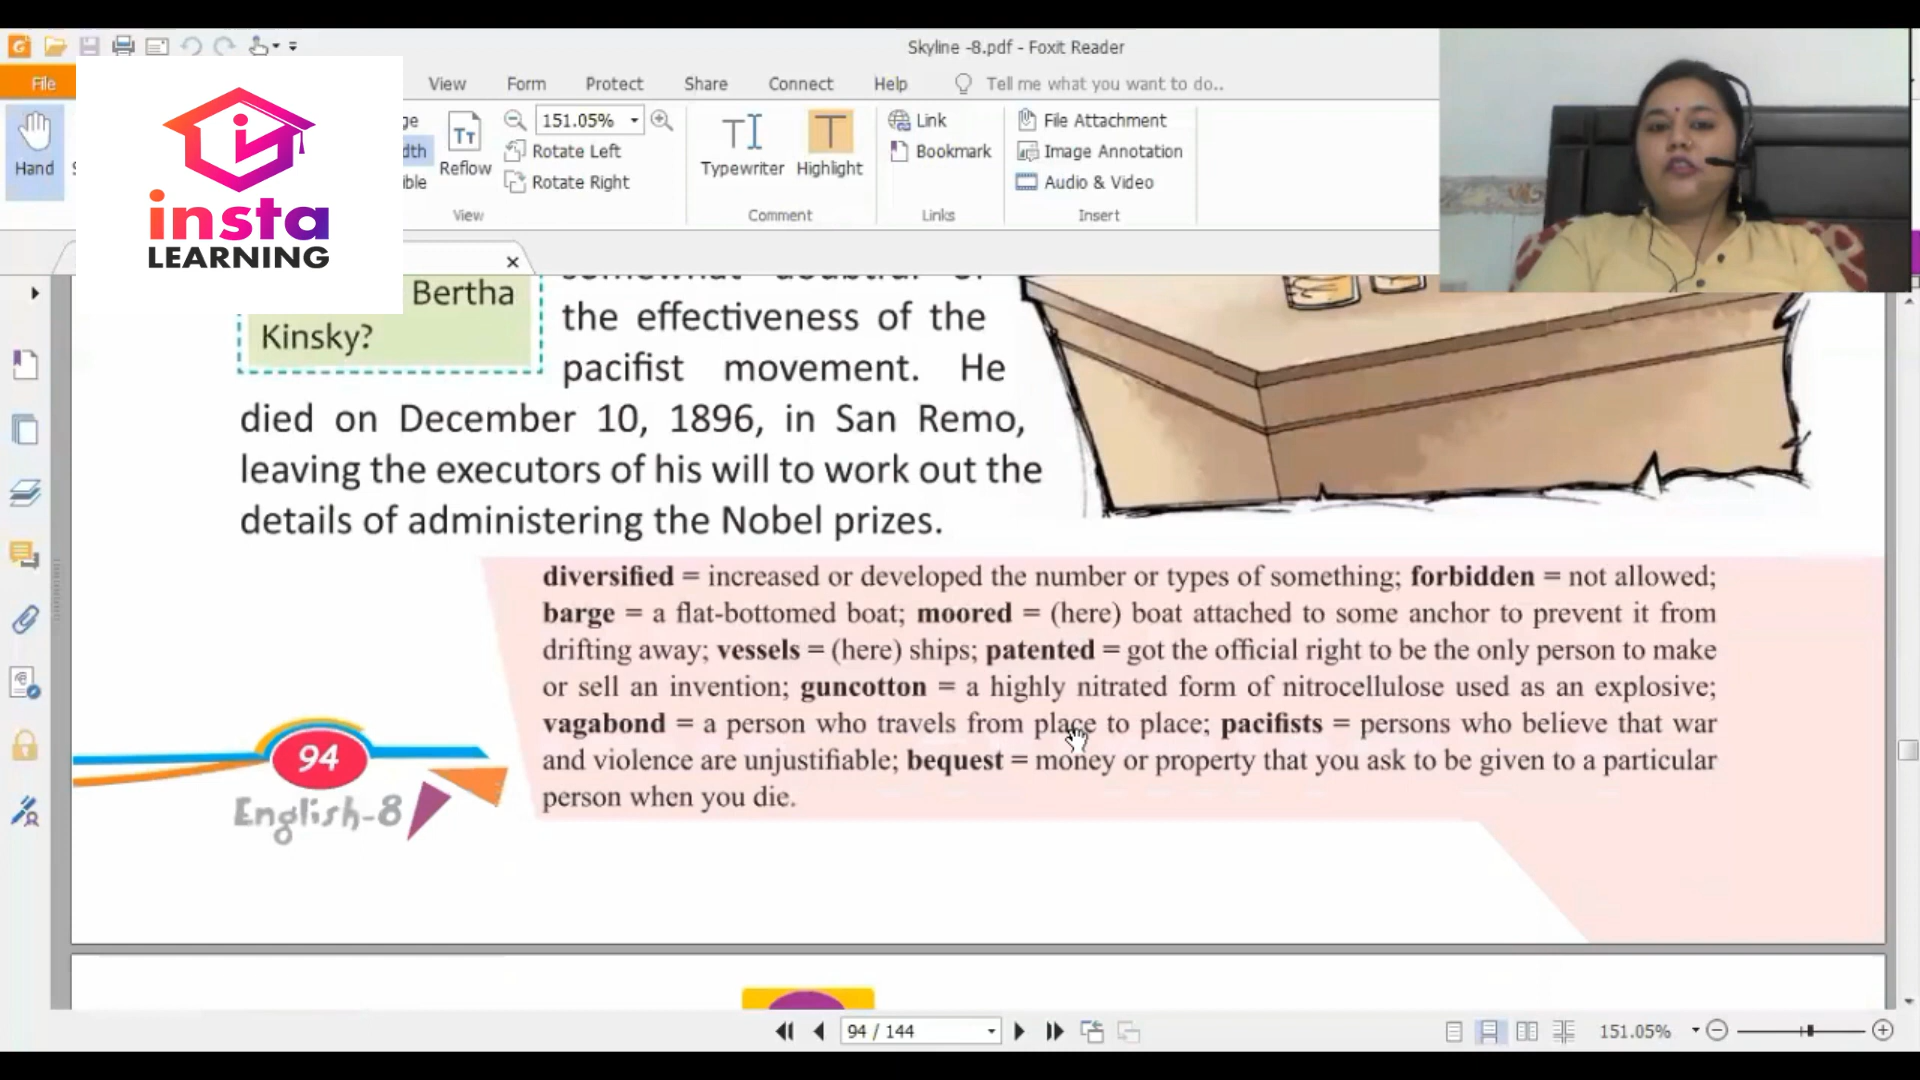 Skyline -8.pdf - Foxit Reader
File
View
Form
Protect
Share
Connect
Help
Tell me what you want to do..
Hand
Reflow
151.05%
Rotate Left
Rotate Right
View
Typewriter
Highlight
Comment
Link
Bookmark
Links
File Attachment
Image Annotation
Audio & Video
Insert
insta
LEARNING
Bertha
Kinsky?
the effectiveness of the
pacifist movement. He
died on December 10, 1896, in San Remo,
leaving the executors of his will to work out the
details of administering the Nobel prizes.
diversified = increased or developed the number or types of something; forbidden = not allowed;
barge = a flat-bottomed boat; moored = (here) boat attached to some anchor to prevent it from
drifting away; vessels = (here) ships; patented = got the official right to be the only person to make
or sell an invention; guncotton = a highly nitrated form of nitrocellulose used as an explosive;
vagabond = a person who travels from place to place; pacifists = persons who believe that war
and violence are unjustifiable; bequest = money or property that you ask to be given to a particular
person when you die.
94
English-8
94 / 144
151.05%